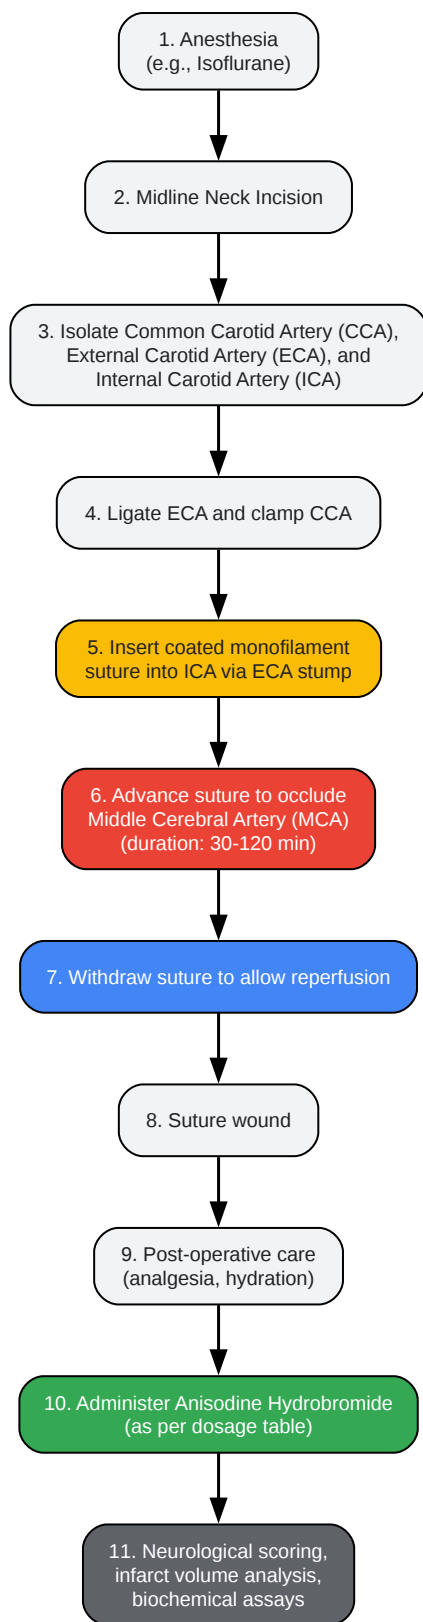 1. Anesthesia
(e.g., Isoflurane)
2. Midline Neck Incision
3. Isolate Common Carotid Artery (CCA),
External Carotid Artery (ECA), and
Internal Carotid Artery (ICA)
4. Ligate ECA and clamp CCA
5. Insert coated monofilament
suture into ICA via ECA stump
6. Advance suture to occlude
Middle Cerebral Artery (MCA)
(duration: 30-120 min)
7. Withdraw suture to allow reperfusion
8. Suture wound
9. Post-operative care
(analgesia, hydration)
10. Administer Anisodine Hydrobromide
(as per dosage table)
11. Neurological scoring,
infarct volume analysis,
biochemical assays